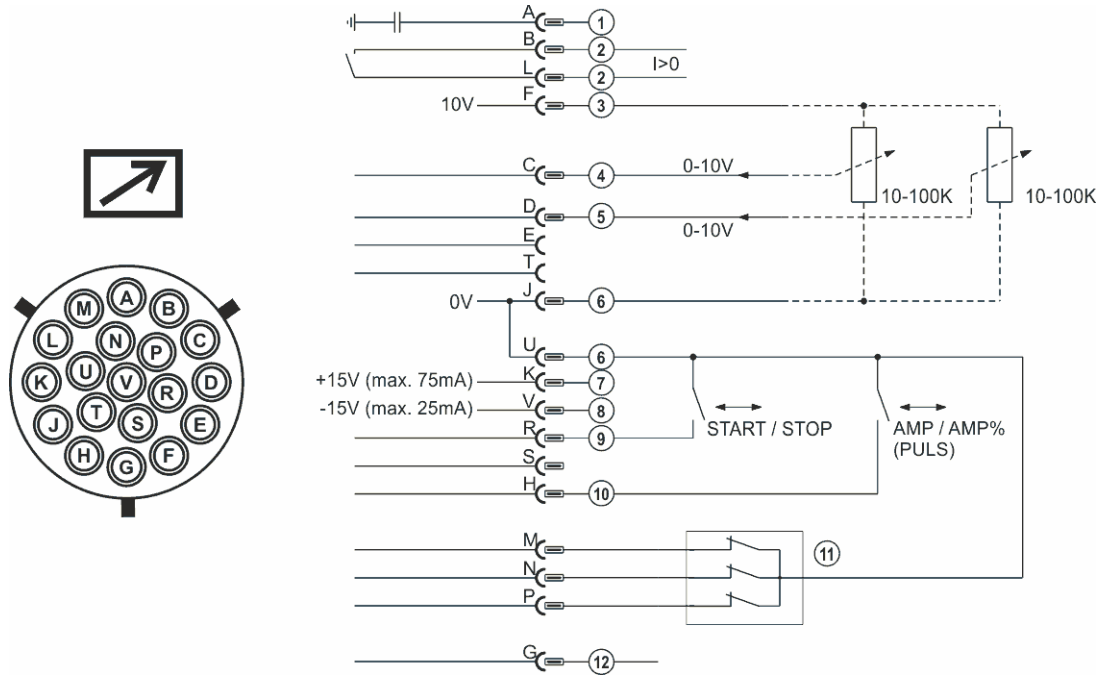 A 1
B 2
L 2 I>0
10V F 3
C 4 0-10V
10-100K 10-100K
D 5
0-10V
E
T
0V J 6
U 6
+15V (max. 75mA) K 7
-15V (max. 25mA) V 8
R 9 START / STOP AMP / AMP%
(PULS)
S
H 10
M 11
N
P
G 12
A
M B
L N P C
K U V R D
J T S E
H G F